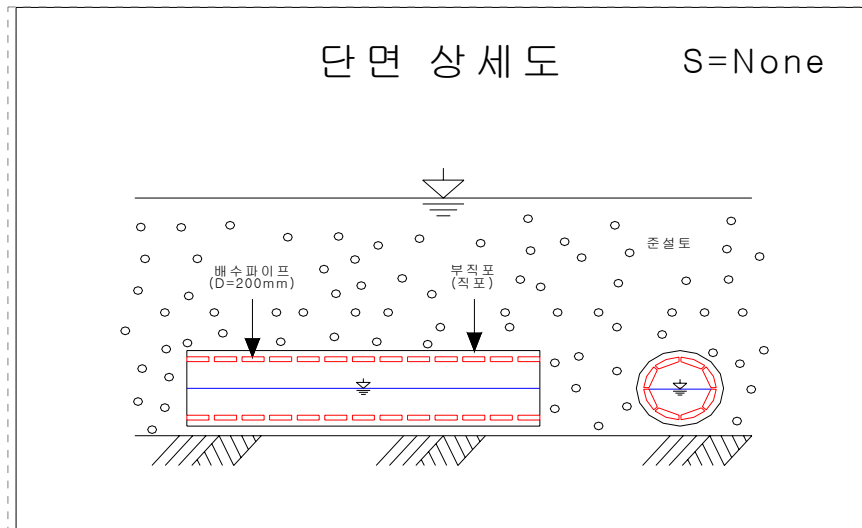 단면 상세도 S=None
준설토
배수파이프
(D=200mm)
부직포
(직포)